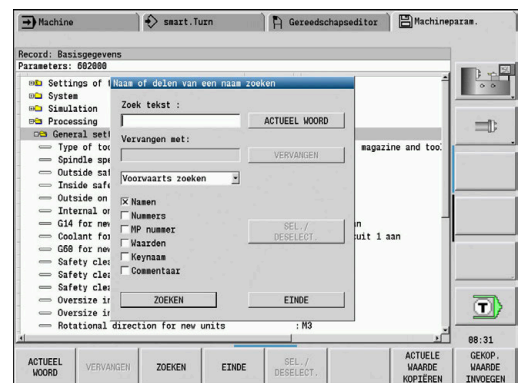 Machine
smart.Turn
Gereedschapseditor
Machineparam.
Record: Basisgegevens
Parameters: 602000
Settings of
System
Simulation
Processing
General set
Type of too
magazine and too
Spindle spe
Outside saf
Inside safe
Outside on
Internal on
G14 for new
Coolant for
cuit 1 aan
G60 for new
Safety clea
Safety clea
Safety clea
Oversize in
Oversize in
Rotational direction for new units : M3
Naam of delen van een naam zoeken
Zoek tekst :
ACTUEEL WOORD
Vervangen met:
VERVANGEN
Voorwaarts zoeken
Namen
Nummers
MP nummer
Waarden
Keynaam
Commentaar
SEL./
DESELECT.
ZOEKEN
EINDE
T
08:31
ACTUEEL
WOORD
VERVANGEN
ZOEKEN
EINDE
SEL./
DESELECT.
ACTUELE
WAARDE
KOPIËREN
GEKOP.
WAARDE
INVOEGEN